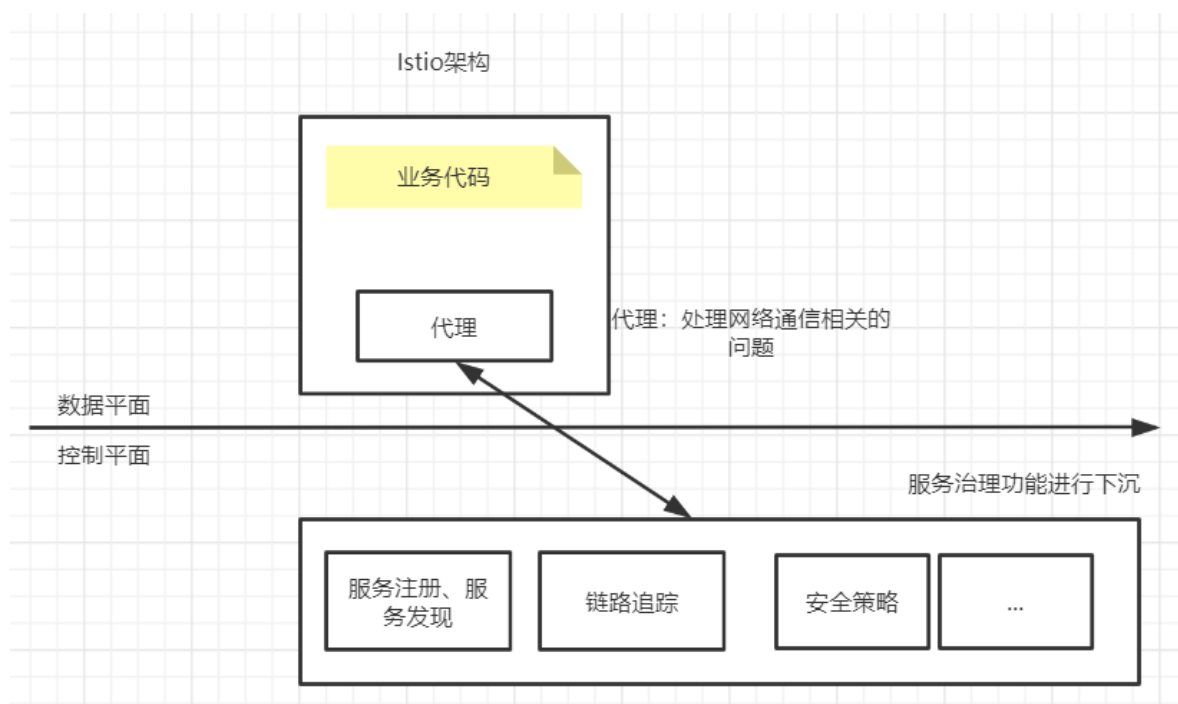 Istio架构
业务代码
代理
代理：处理网络通信相关的
问题
数据平面
控制平面
服务治理功能进行下沉
服务注册、服
务发现
链路追踪
安全策略
...